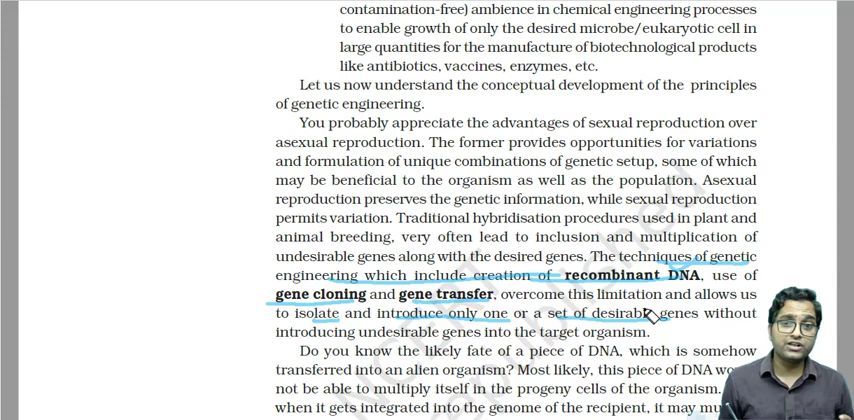 contamination-free) ambience in chemical engineering processes
to enable growth of only the desired microbe/eukaryotic cell in
large quantities for the manufacture of biotechnological products
like antibiotics, vaccines, enzymes, etc.
Let us now understand the conceptual development of the principles
of genetic engineering.
You probably appreciate the advantages of sexual reproduction over
asexual reproduction. The former provides opportunities for variations
and formulation of unique combinations of genetic setup, some of which
may be beneficial to the organism as well as the population. Asexual
reproduction preserves the genetic information, while sexual reproduction
permits variation. Traditional hybridisation procedures used in plant and
animal breeding, very often lead to inclusion and multiplication of
undesirable genes along with the desired genes. The techniques of genetic
engineering which include creation of recombinant DNA, use of
gene cloning and gene transfer, overcome this limitation and allows us
to isolate and introduce only one or a set of desirable genes without
introducing undesirable genes into the target organism.
Do you know the likely fate of a piece of DNA, which is somehow
transferred into an alien organism? Most likely, this piece of DNA
not be able to multiply itself in the progeny cells of the organism.
when it gets integrated into the genome of the recipient, it may
NCERT
republished